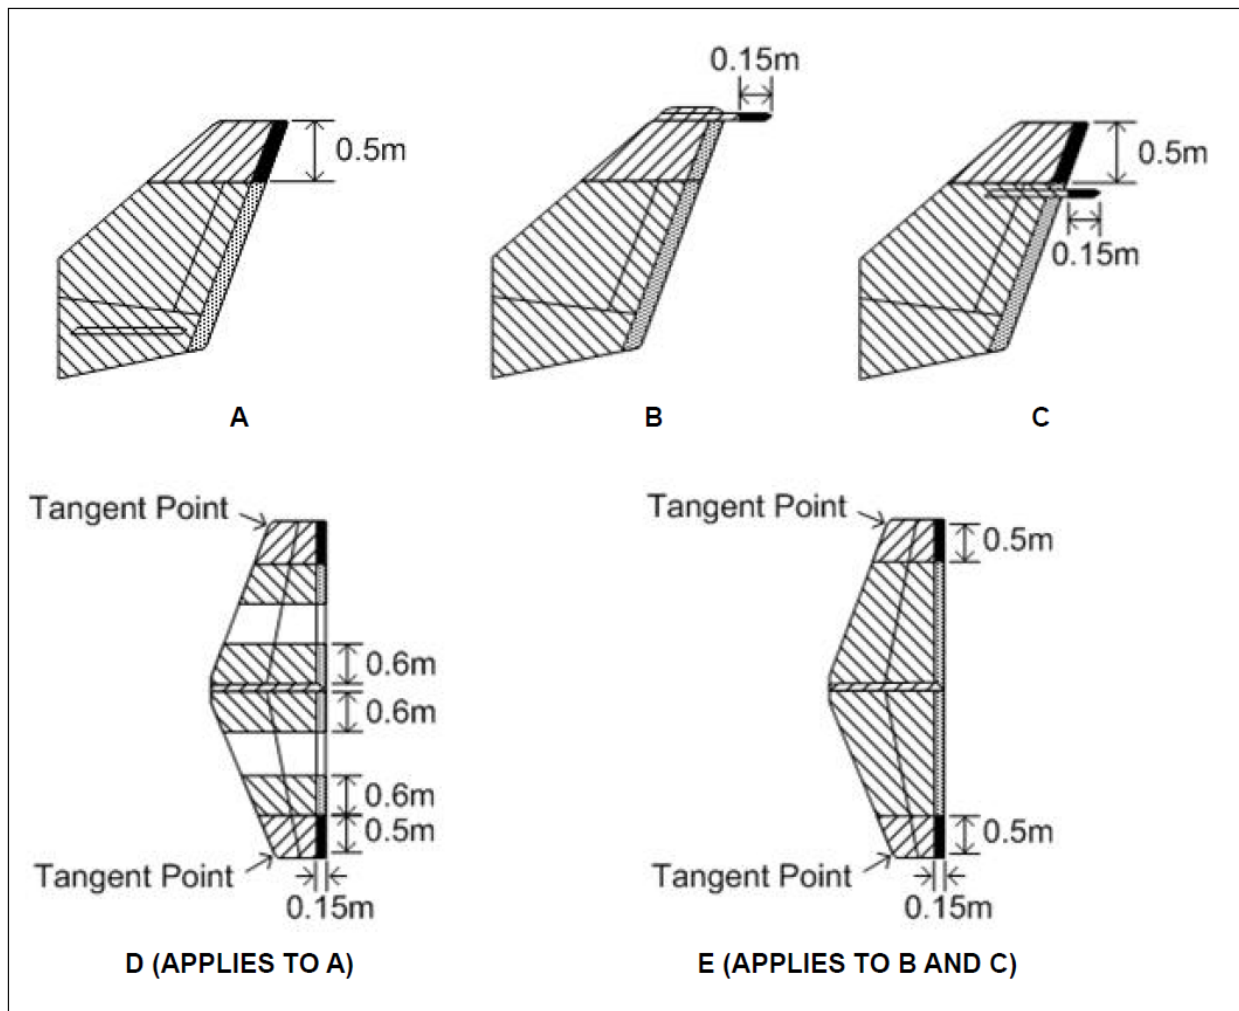 0.15m
0.5m
0.5m
0.15m
A
B
C
Tangent Point
0.6m
0.6m
0.6m
0.5m
Tangent Point
0.15m
Tangent Point
0.5m
0.5m
Tangent Point
0.15m
D (APPLIES TO A)
E (APPLIES TO B AND C)